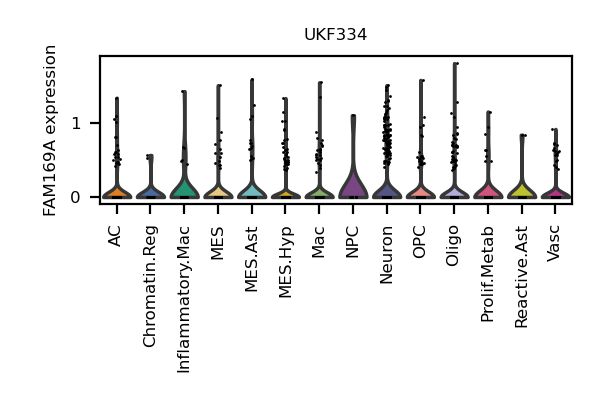 UKF334
FAM169A expression
1
0
AC
Chromatin.Reg
Inflammatory.Mac
MES
MES.Ast
MES.Hyp
Mac
NPC
Neuron
OPC
Oligo
Prolif.Metab
Reactive.Ast
Vasc